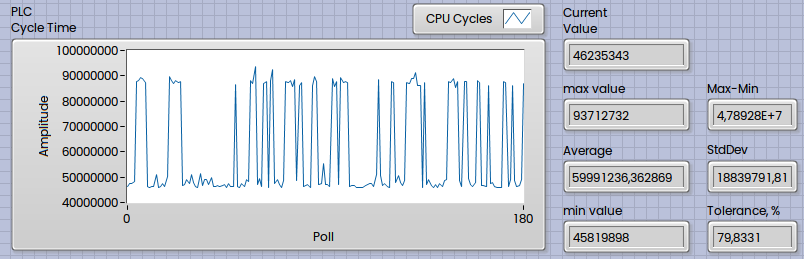 PLC
Cycle Time
CPU Cycles
100000000
90000000
80000000
70000000
60000000
50000000
40000000
Amplitude
0
180
Poll
Current
Value
46235343
max value
93712732
Max-Min
4,78928E+7
Average
59991236,362869
StdDev
18839791,81
min value
45819898
Tolerance, %
79,8331